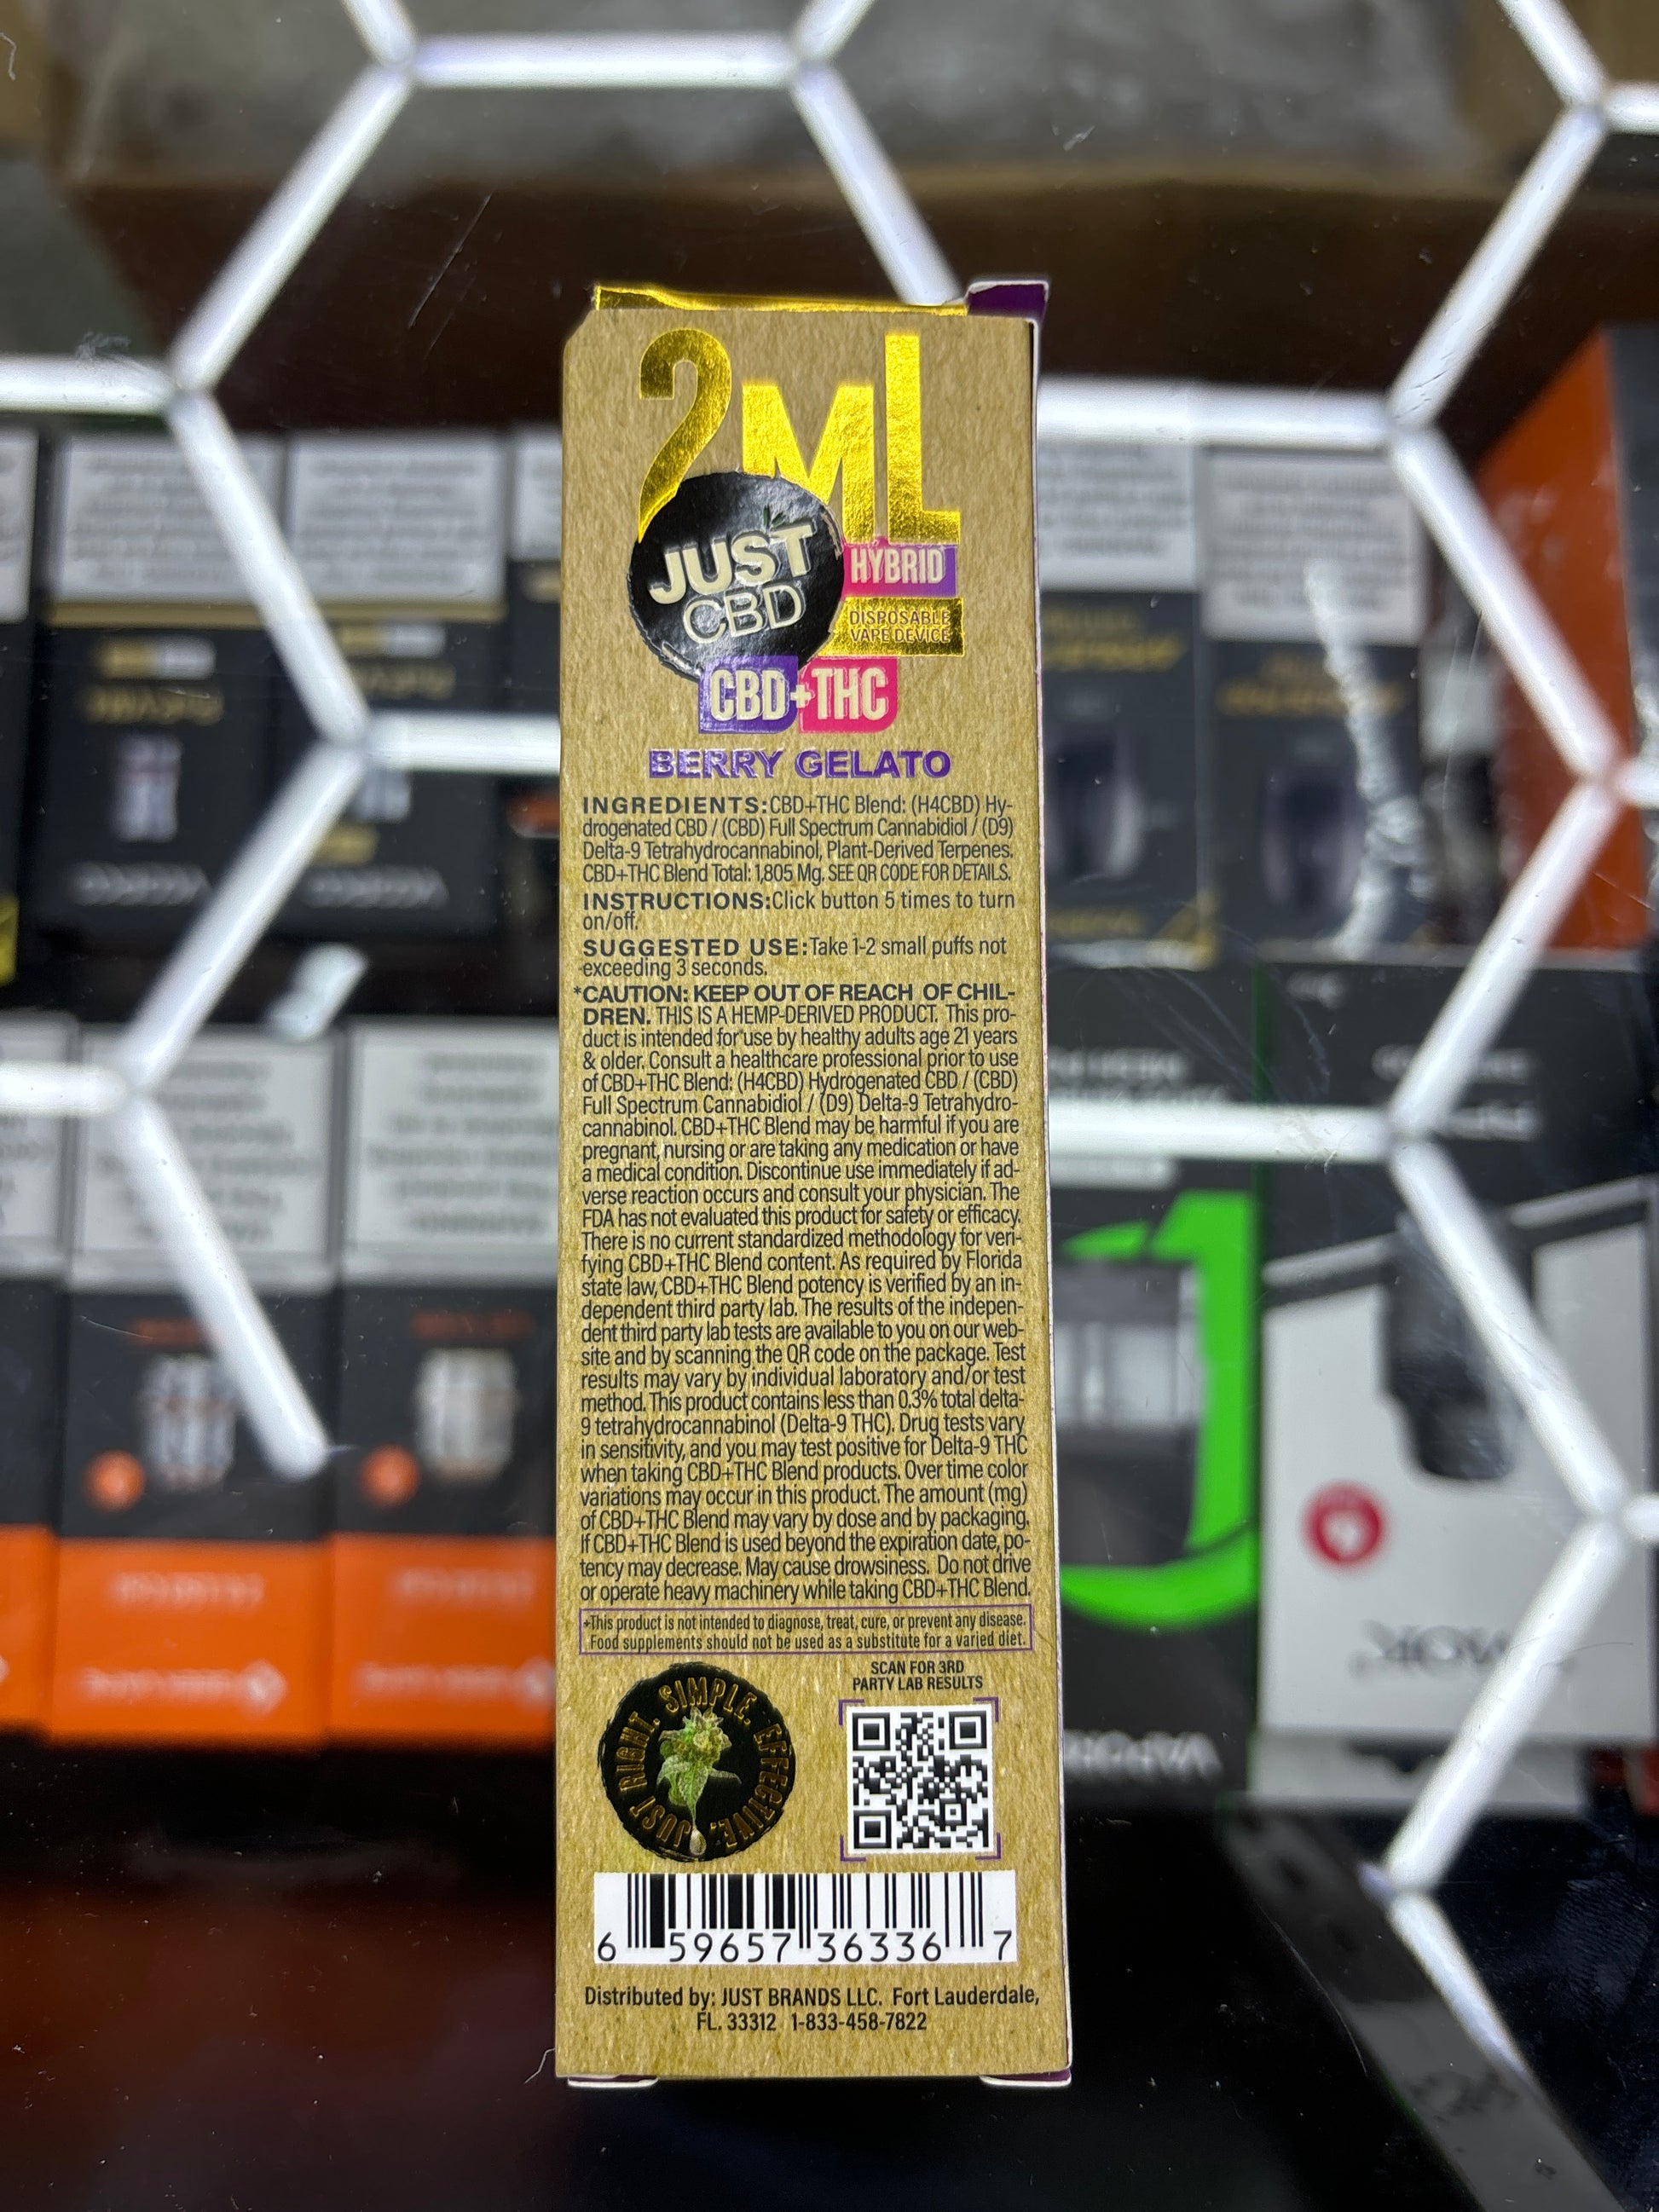 2ML
JUST
CBD
HYBRID
DISPOSABLE
VAPE DEVICE
CBD+THC
BERRY GELATO
INGREDIENTS:CBD+THC Blend: (H4CBD) Hy-
drogenated CBD / (CBD) Full Spectrum Cannabidiol / (D9)
Delta-9 Tetrahydrocannabinol, Plant-Derived Terpenes.
CBD+THC Blend Total: 1,805 Mg. SEE QR CODE FOR DETAILS.
INSTRUCTIONS:Click button 5 times to turn
on/off.
SUGGESTED USE:Take 1-2 small puffs not
exceeding 3 seconds.
*CAUTION: KEEP OUT OF REACH OF CHIL-
DREN. THIS IS A HEMP-DERIVED PRODUCT. This pro-
duct is intended for use by healthy adults age 21 years
& older. Consult a healthcare professional prior to use
of CBD+THC Blend: (H4CBD) Hydrogenated CBD / (CBD)
Full Spectrum Cannabidiol / (D9) Delta-9 Tetrahydro-
cannabinol. CBD+THC Blend may be harmful if you are
pregnant, nursing or are taking any medication or have
a medical condition. Discontinue use immediately if ad-
verse reaction occurs and consult your physician. The
FDA has not evaluated this product for safety or efficacy.
There is no current standardized methodology for veri-
fying CBD+THC Blend content. As required by Florida
state law, CBD+THC Blend potency is verified by an in-
dependent third party lab. The results of the indepen-
dent third party lab tests are available to you on our web-
site and by scanning the QR code on the package. Test
results may vary by individual laboratory and/or test
method. This product contains less than 0.3% total delta-
9 tetrahydrocannabinol (Delta-9 THC). Drug tests vary
in sensitivity, and you may test positive for Delta-9 THC
when taking CBD+THC Blend products. Over time color
variations may occur in this product. The amount (mg)
of CBD+THC Blend may vary by dose and by packaging.
If CBD+THC Blend is used beyond the expiration date, po-
tency may decrease. May cause drowsiness. Do not drive
or operate heavy machinery while taking CBD+THC Blend.
+This product is not intended to diagnose, treat, cure, or prevent any disease.
Food supplements should not be used as a substitute for a varied diet.
JUST RIGHT. SIMPLE. EFFECTIVE.
SCAN FOR 3RD
PARTY LAB RESULTS
6 59657 36336 7
Distributed by: JUST BRANDS LLC. Fort Lauderdale,
FL. 33312 1-833-458-7822